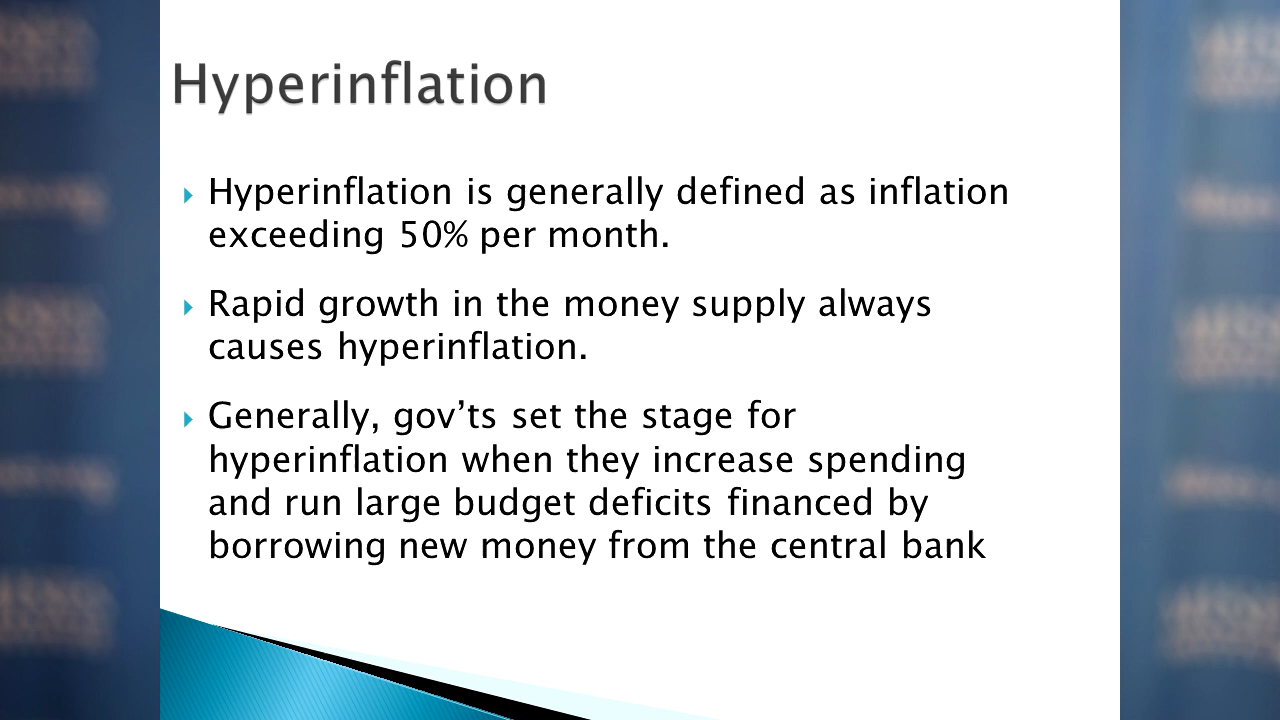 Hyperinflation
Hyperinflation is generally defined as inflation
exceeding 50% per month.
Rapid growth in the money supply always
causes hyperinflation.
Generally, gov’ts set the stage for
hyperinflation when they increase spending
and run large budget deficits financed by
borrowing new money from the central bank